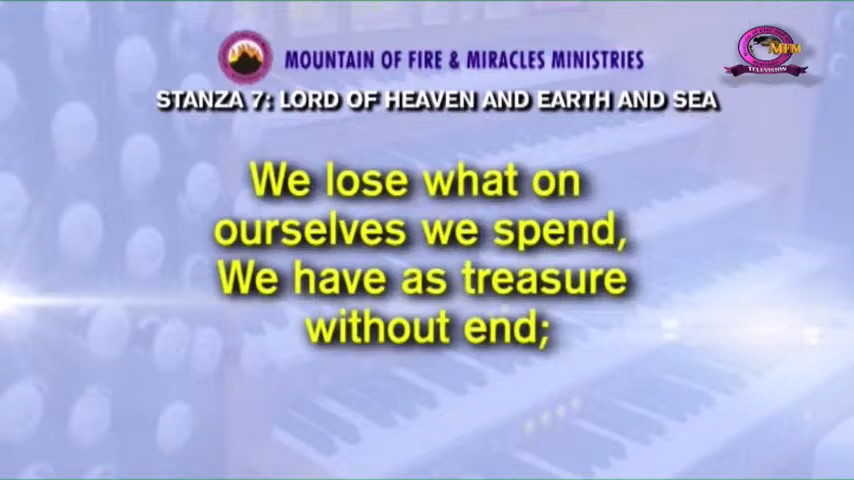 MOUNTAIN OF FIRE & MIRACLES MINISTRIES
MFM
TELEVISION
STANZA 7: LORD OF HEAVEN AND EARTH AND SEA
We lose what on
ourselves we spend,
We have as treasure
without end;